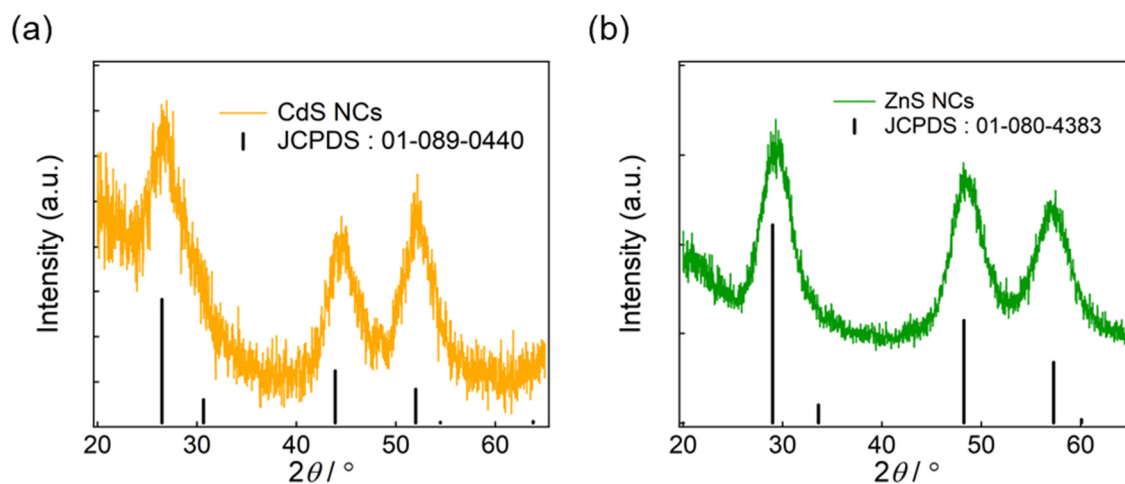 (a)
(b)
CdS NCs
JCPDS : 01-089-0440
ZnS NCs
JCPDS : 01-080-4383
Intensity (a.u.)
Intensity (a.u.)
20 30 40 50 60
20 30 40 50 60
2θ / °
2θ / °